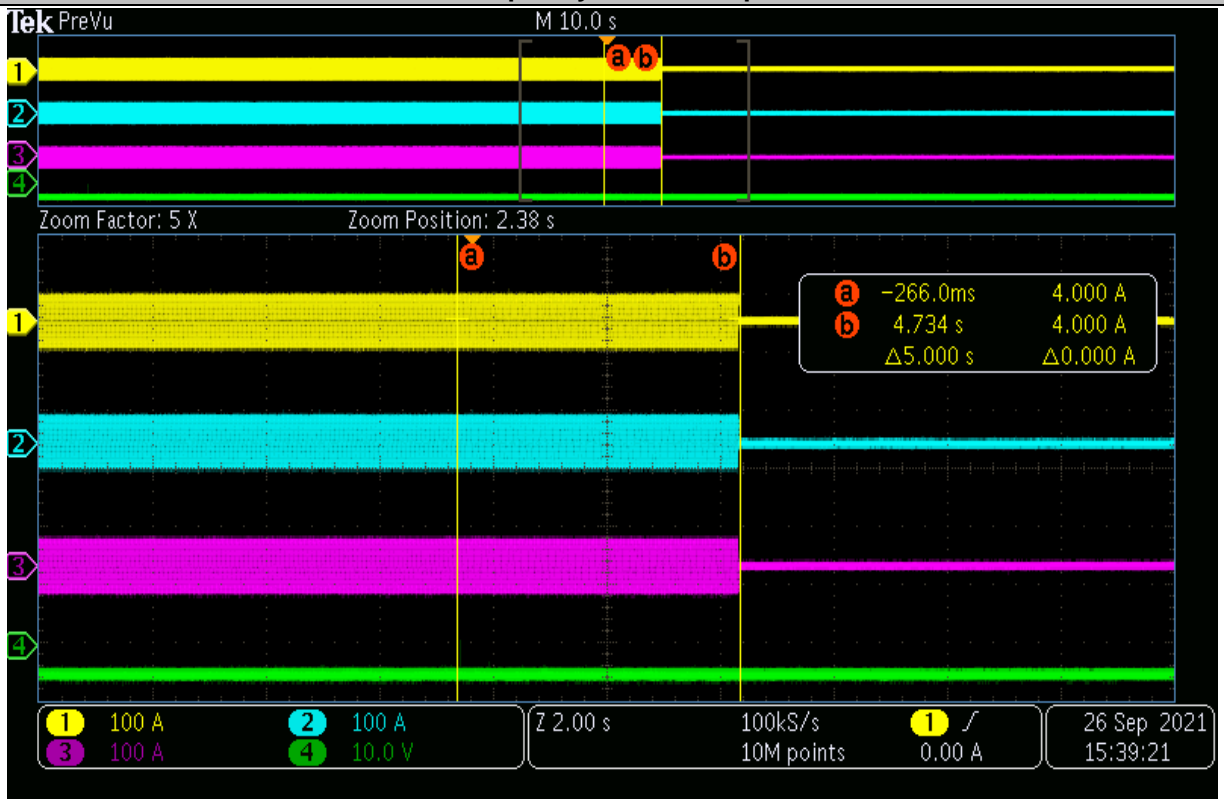 Tek PreVu M 10.0 s
a b
1
2
3
4
Zoom Factor: 5 X Zoom Position: 2.38 s
a b
a -266.0ms 4.000 A
1 b 4.734 s 4.000 A
Δ5.000 s Δ0.000 A
2
3
4
1 100 A 2 100 A Z 2.00 s 100kS/s 1 ∫ 26 Sep 2021
3 100 A 4 10.0 V 10M points 0.00 A 15:39:21